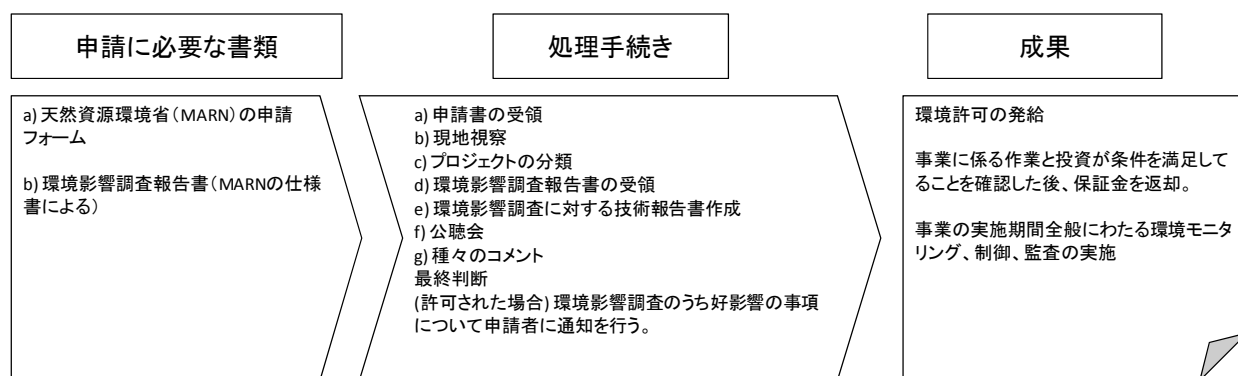 申請に必要な書類
a) 天然資源環境省（MARN）の申請
フォーム
b) 環境影響調査報告書（MARNの仕様
書による）
処理手続き
a) 申請書の受領
b) 現地視察
c) プロジェクトの分類
d) 環境影響調査報告書の受領
e) 環境影響調査に対する技術報告書作成
f) 公聴会
g) 種々のコメント
最終判断
(許可された場合) 環境影響調査のうち好影響の事項
について申請者に通知を行う。
成果
環境許可の発給
事業に係る作業と投資が条件を満足して
ることを確認した後、保証金を返却。
事業の実施期間全般にわたる環境モニタ
リング、制御、監査の実施